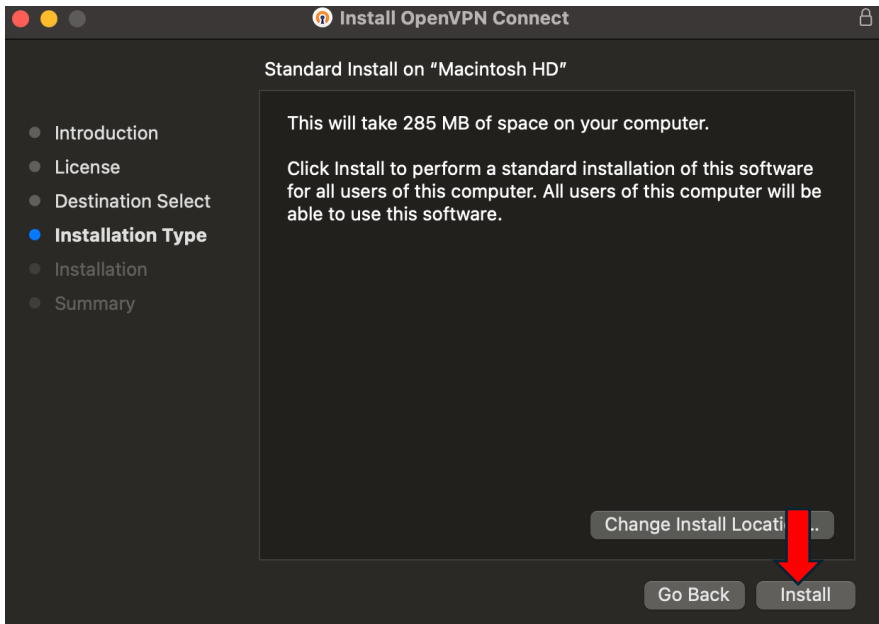 Install OpenVPN Connect
Standard Install on “Macintosh HD”
Introduction
License
Destination Select
Installation Type
Installation
Summary
This will take 285 MB of space on your computer.
Click Install to perform a standard installation of this software
for all users of this computer. All users of this computer will be
able to use this software.
Change Install
Go Back
Install